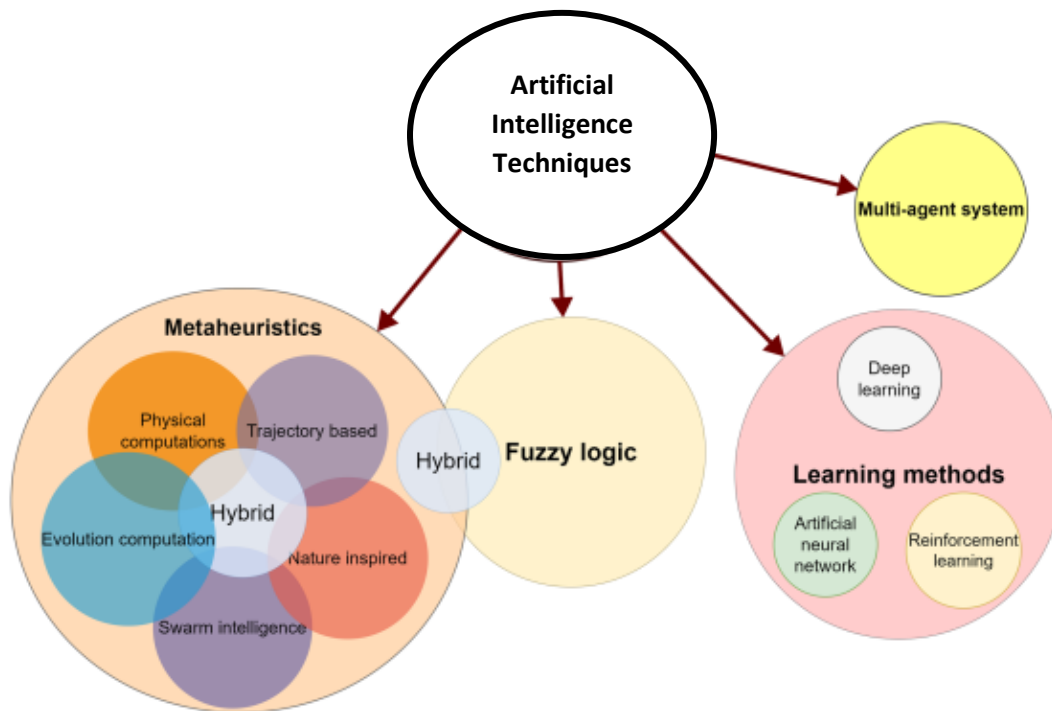 Artificial
Intelligence
Techniques
Multi-agent system
Metaheuristics
Physical
computations
Trajectory based
Hybrid
Evolution computation
Nature inspired
Swarm intelligence
Hybrid
Fuzzy logic
Deep
learning
Learning methods
Artificial
neural
network
Reinforcement
learning